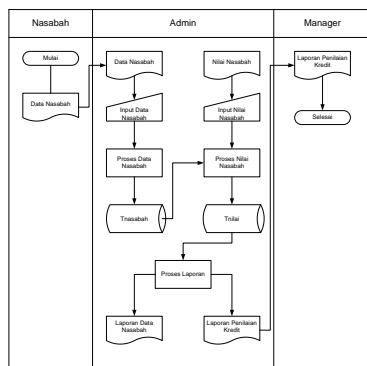 Nasabah
Admin
Manager
Mulai
Data Nasabah
Data Nasabah
Nilai Nasabah
Input Data
Nasabah
Input Nilai
Nasabah
Proses Data
Nasabah
Proses Nilai
Nasabah
Tnasabah
Tnilai
Proses Laporan
Laporan Data
Nasabah
Laporan Penilaian
Kredit
Laporan Penilaian
Kredit
Selesai